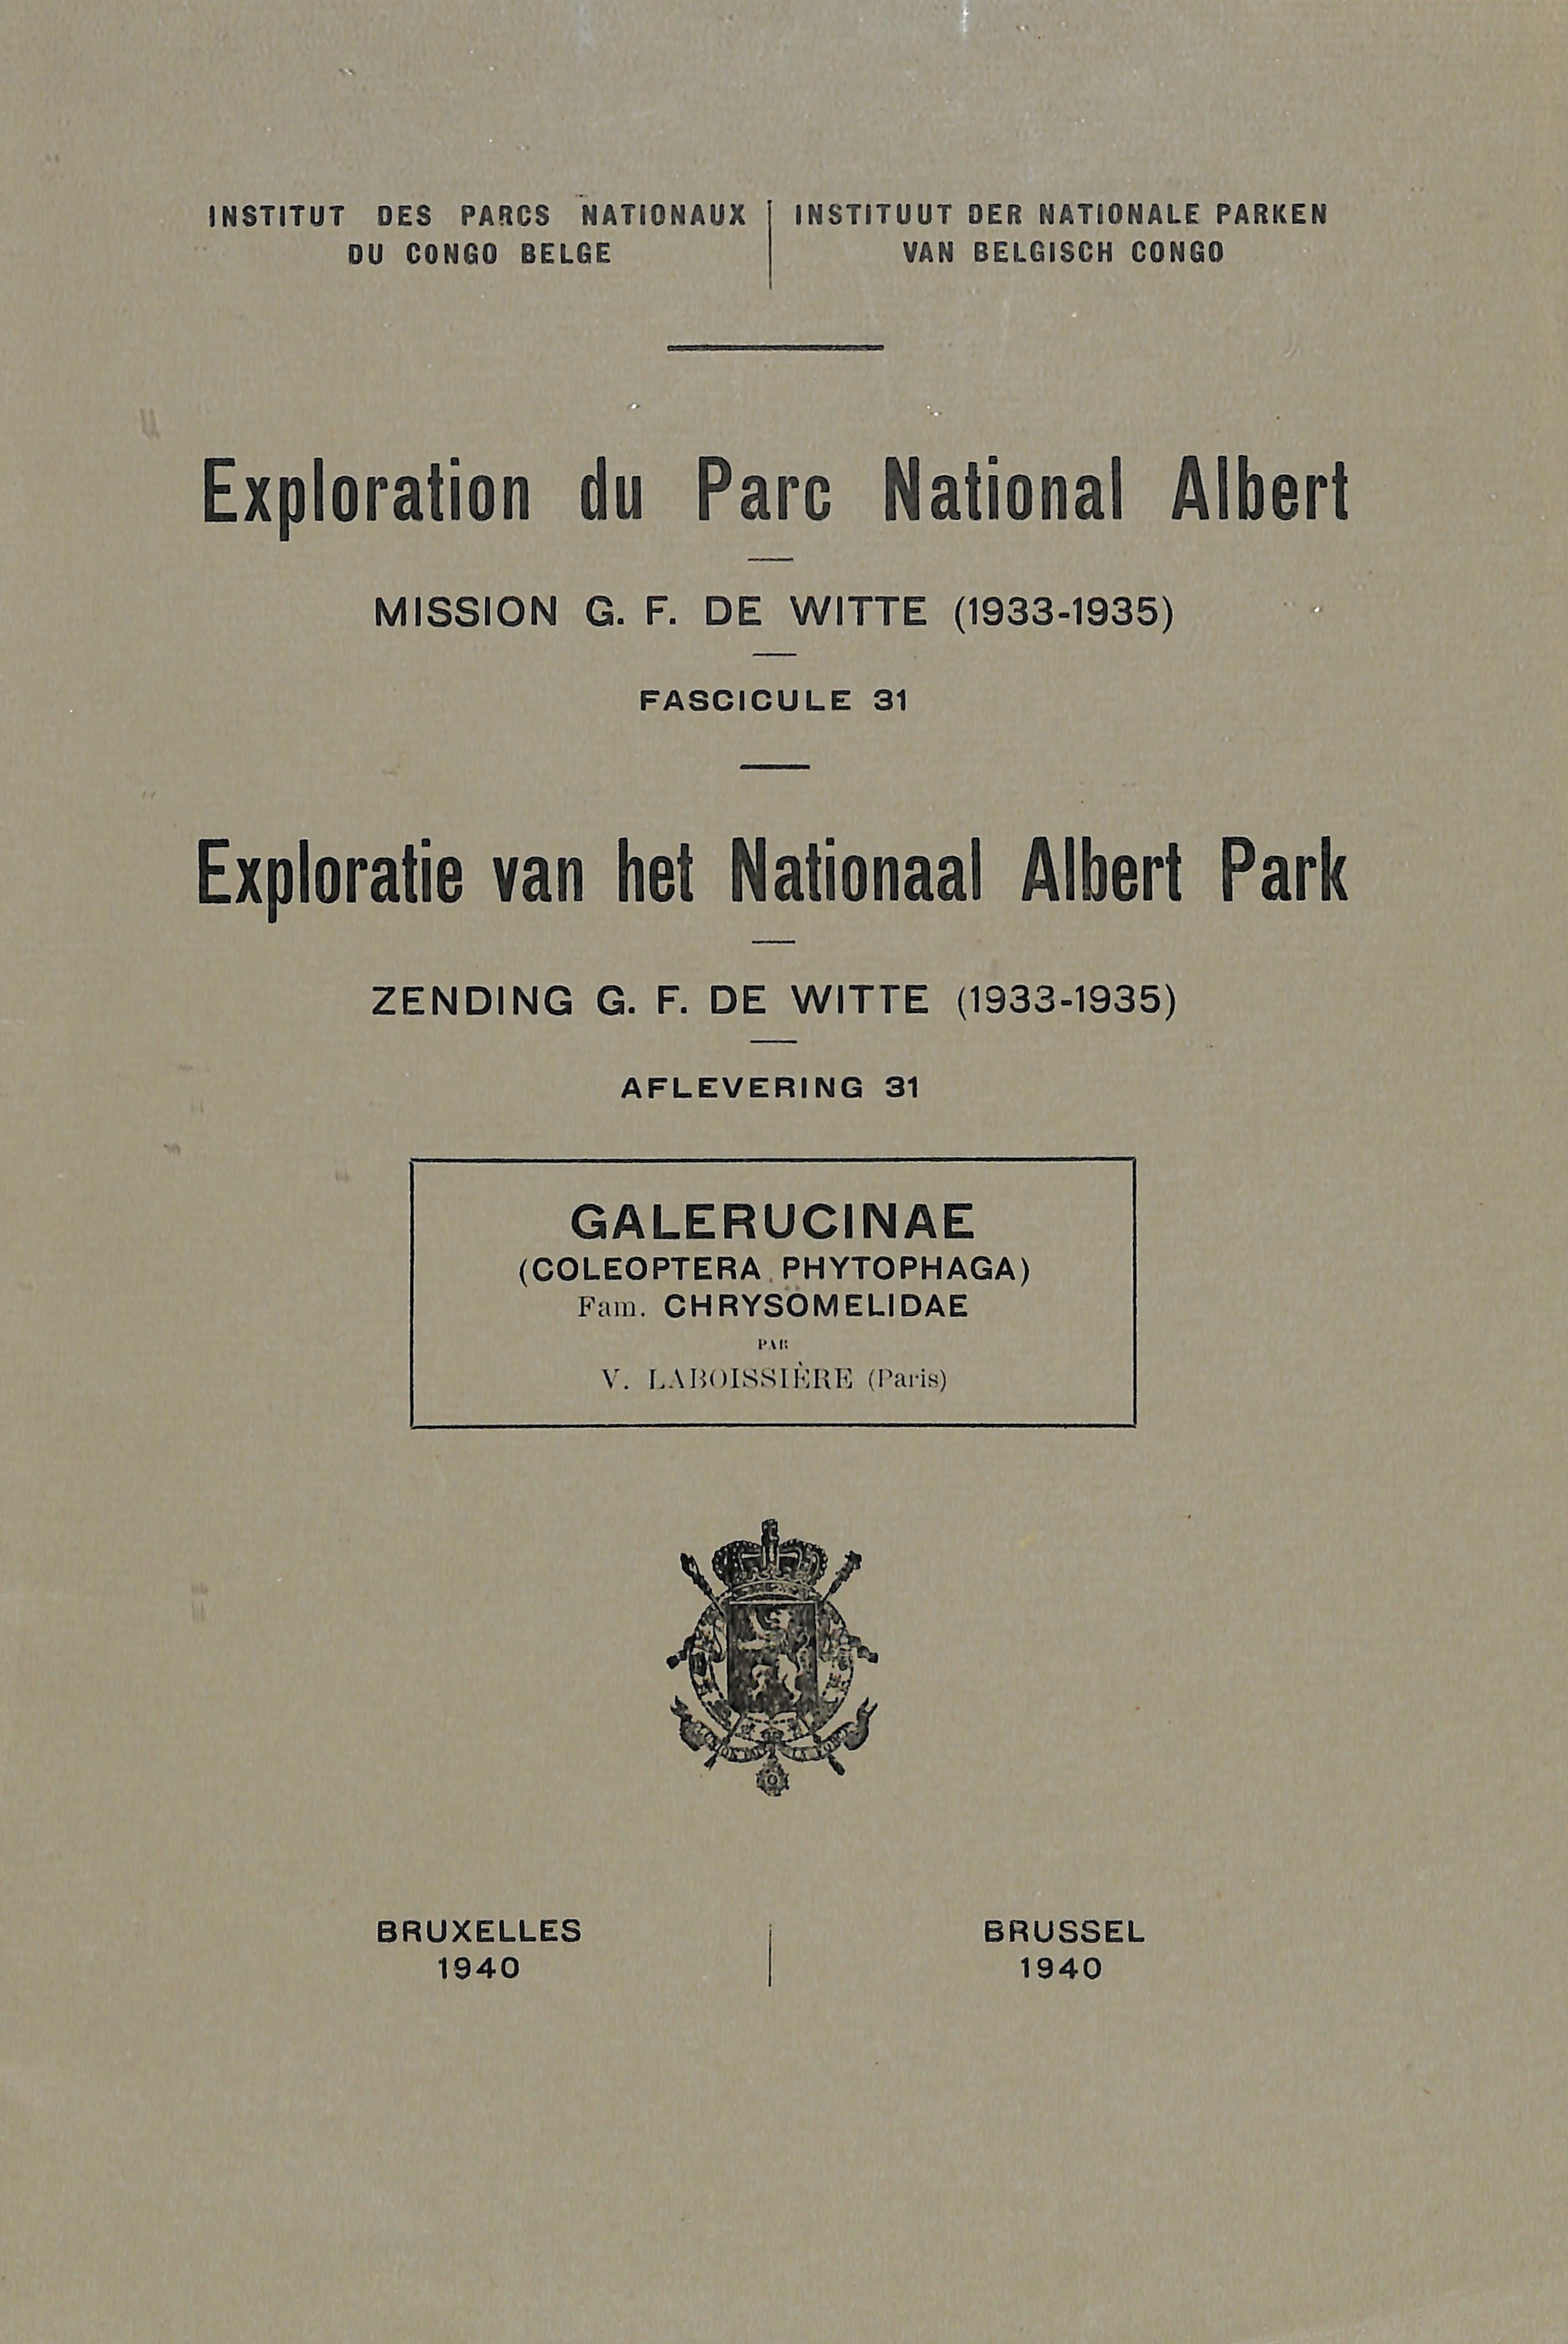 INSTITUT DES PARCS NATIONAUX
DU CONGO BELGE
INSTITUUT DER NATIONALE PARKEN
VAN BELGISCH CONGO
Exploration du Parc National Albert
MISSION G. F. DE WITTE (1933-1935)
FASCICULE 31
Exploratie van het Nationaal Albert Park
ZENDING G. F. DE WITTE (1933-1935)
AFLEVERING 31
GALERUCINAE
(COLEOPTERA PHYTOPHAGA)
Fam. CHRYSOMELIDAE
PAR
V. LABOISSIÈRE (Paris)
BRUXELLES
1940
BRUSSEL
1940